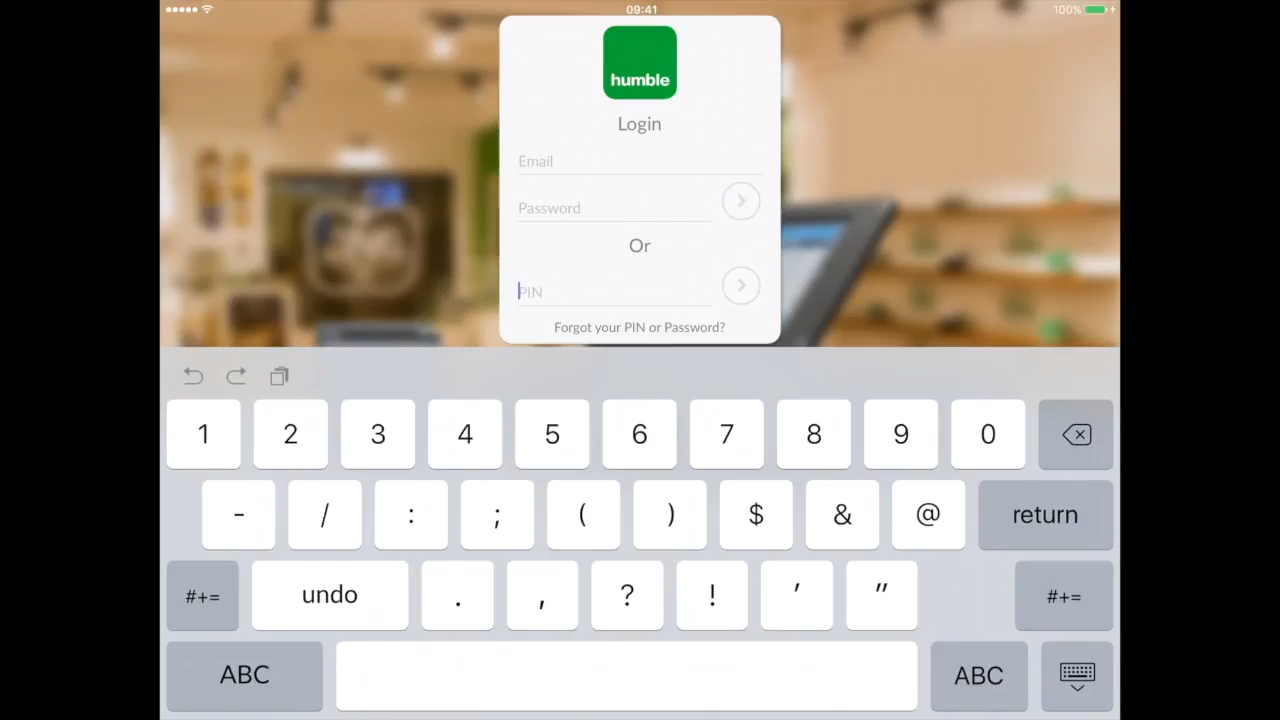 09:41
100%
humble
Login
Email
Password
Or
PIN
Forgot your PIN or Password?
1 2 3 4 5 6 7 8 9 0
- / : ; ( ) $ & @ return
#+= undo . , ? ! ' " #+=
ABC ABC